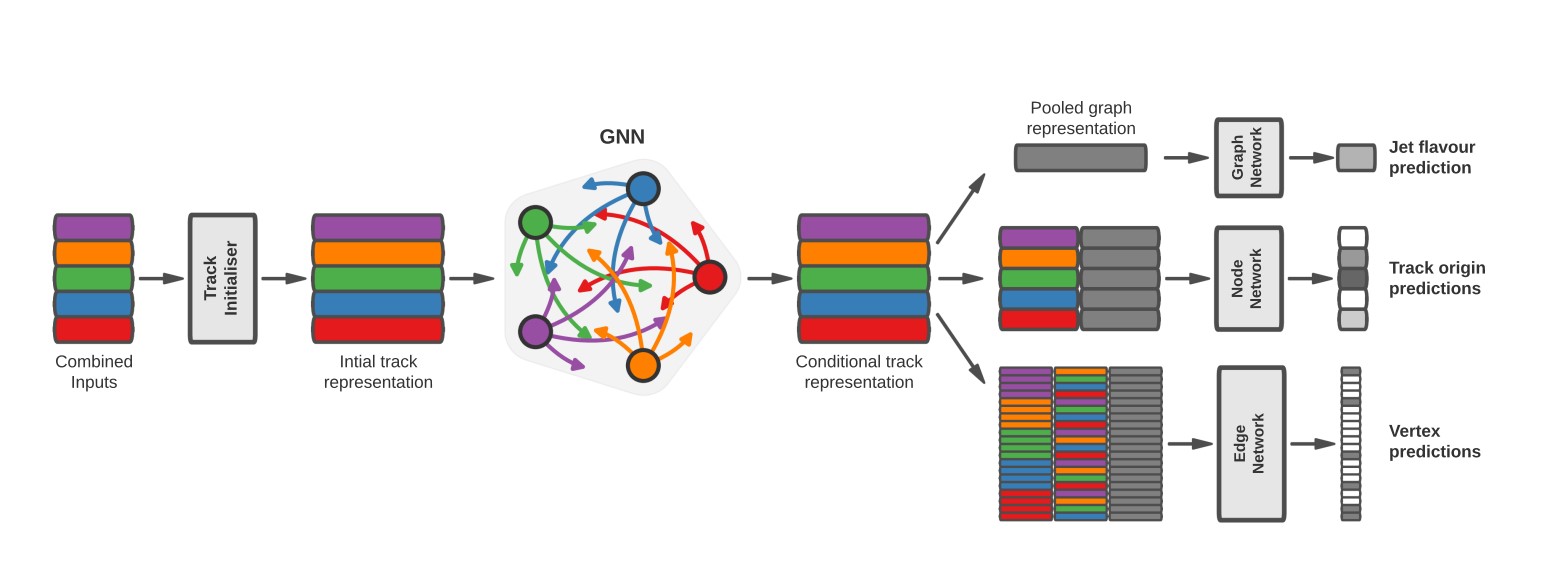 Combined
Inputs
Track
Initialiser
Intial track
representation
GNN
Conditional track
representation
Pooled graph
representation
Graph
Network
Jet flavour
prediction
Node
Network
Track origin
predictions
Edge
Network
Vertex
predictions